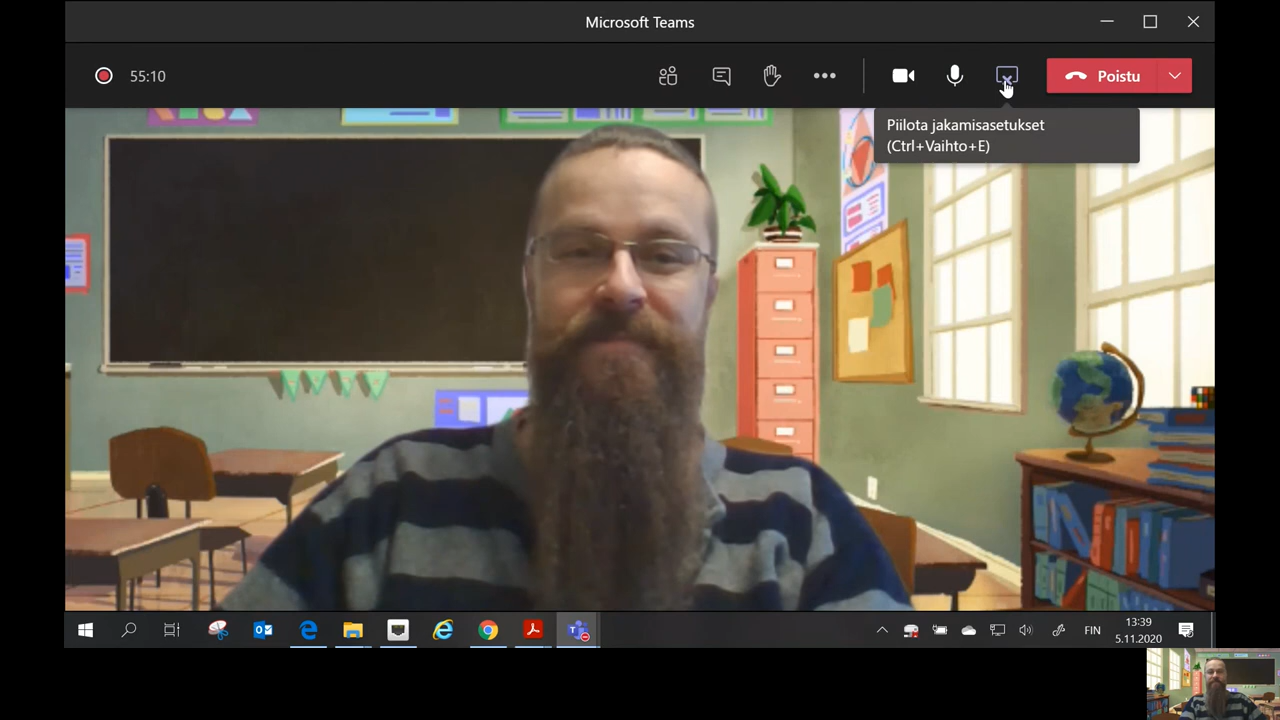 Microsoft Teams
55:10
Poistu
Piilota jakamisasetukset
(Ctrl+Vaihto+E)
FIN
13:39
5.11.2020